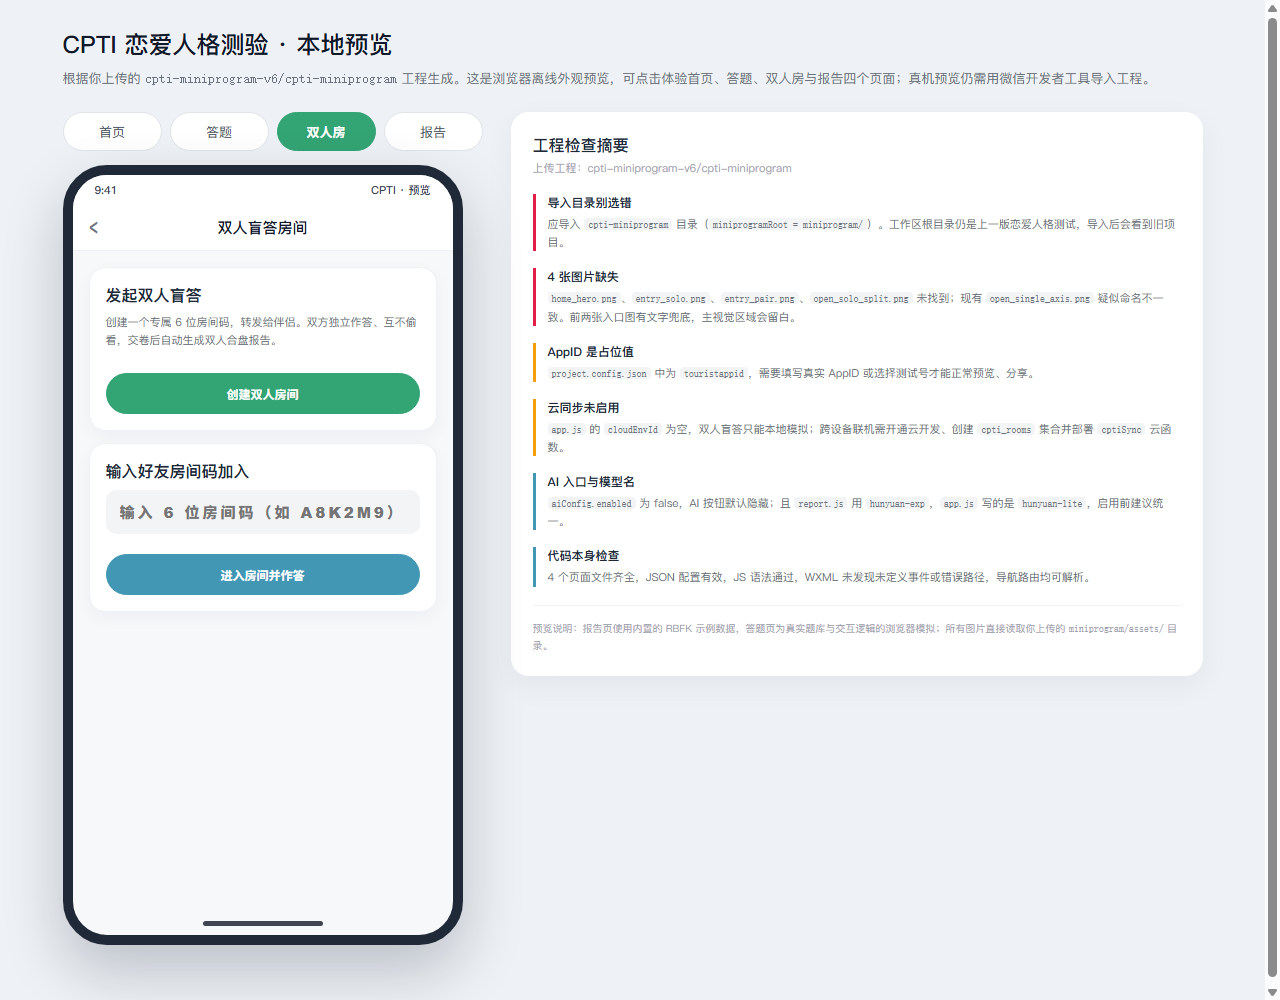 CPTI 恋爱人格测验 · 本地预览
根据你上传的 cpti-miniprogram-v6/cpti-miniprogram 工程生成。这是浏览器离线外观预览，可点击体验首页、答题、双人房与报告四个页面；真机预览仍需用微信开发者工具导入工程。
首页
答题
双人房
报告
9:41
CPTI · 预览
<
双人盲答房间
发起双人盲答
创建一个专属 6 位房间码，转发给伴侣。双方独立作答、互不偷
看，交卷后自动生成双人合盘报告。
创建双人房间
输入好友房间码加入
输入 6 位房间码（如 A8K2M9）
进入房间并作答
工程检查摘要
上传工程：cpti-miniprogram-v6/cpti-miniprogram
导入目录别选错
应导入 cpti-miniprogram 目录（miniprogramRoot = miniprogram/）。工作区根目录仍是上一版恋爱人格测试，导入后会看到旧项
目。
4 张图片缺失
home_hero.png、entry_solo.png、entry_pair.png、open_solo_split.png 未找到；现有 open_single_axis.png 疑似命名不一
致。前两张入口图有文字兜底，主视觉区域会留白。
AppID 是占位值
project.config.json 中为 touristappid，需要填写真实 AppID 或选择测试号才能正常预览、分享。
云同步未启用
app.js 的 cloudEnvId 为空，双人盲答只能本地模拟；跨设备联机需开通云开发、创建 cpti_rooms 集合并部署 cptiSync 云函
数。
AI 入口与模型名
aiConfig.enabled 为 false，AI 按钮默认隐藏；且 report.js 用 hunyuan-exp，app.js 写的是 hunyuan-lite，启用前建议统
一。
代码本身检查
4 个页面文件齐全，JSON 配置有效，JS 语法通过，WXML 未发现未定义事件或错误路径，导航路由均可解析。
预览说明：报告页使用内置的 RBFK 示例数据，答题页为真实题库与交互逻辑的浏览器模拟；所有图片直接读取你上传的 miniprogram/assets/ 目
录。